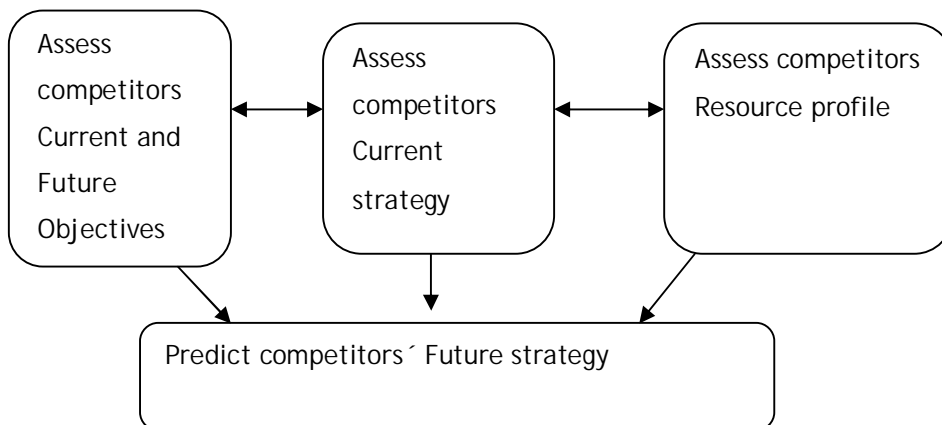 Assess
competitors
Current and
Future
Objectives
Assess
competitors
Current
strategy
Assess competitors
Resource profile
Predict competitors´ Future strategy